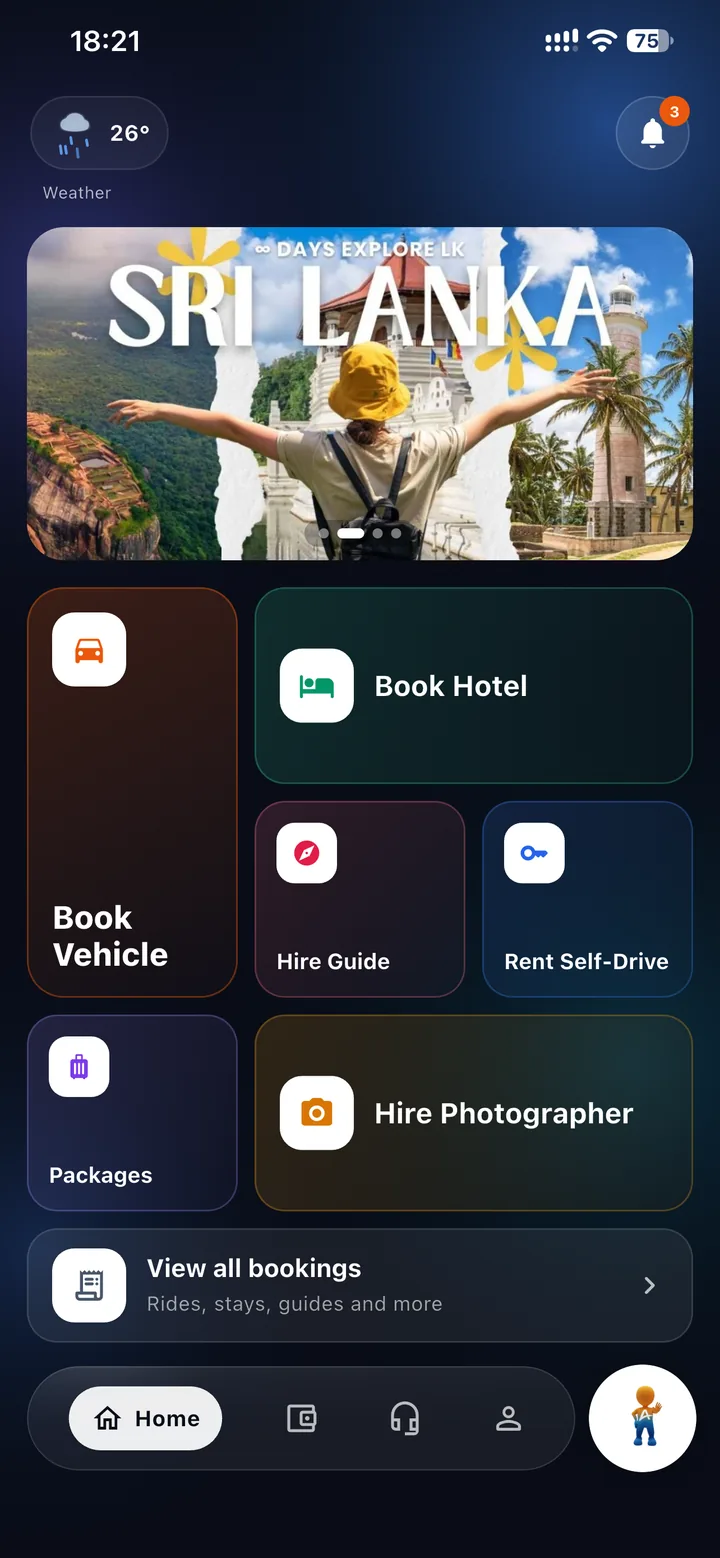 18:21
75
26°
3
Weather
∞ DAYS EXPLORE LK
SRI LANKA
Book Hotel
Book
Vehicle
Hire Guide
Rent Self-Drive
Packages
Hire Photographer
View all bookings
Rides, stays, guides and more
Home